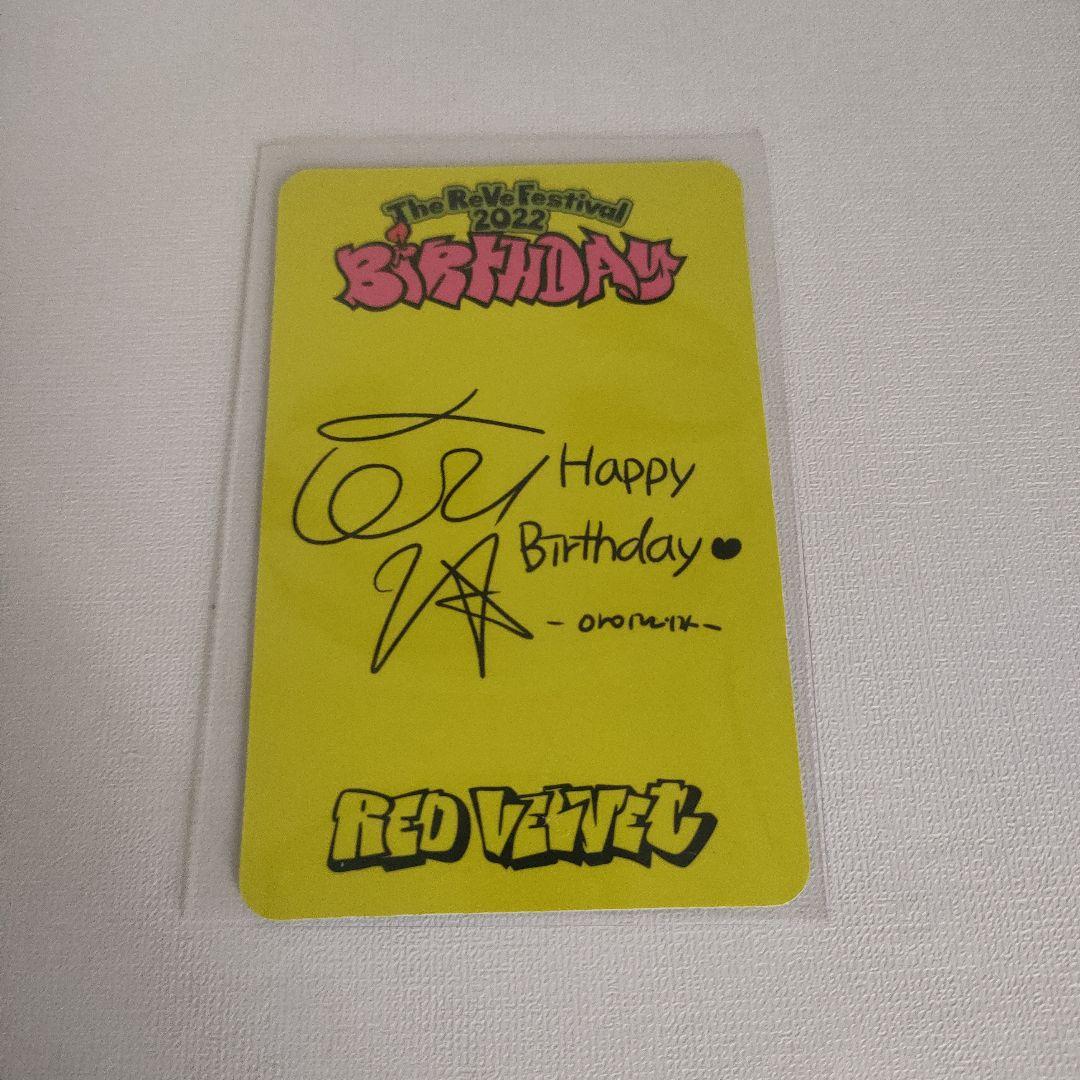 The ReVe Festival
2022
BiRTHDAY
Happy
Birthday
RED VELVET